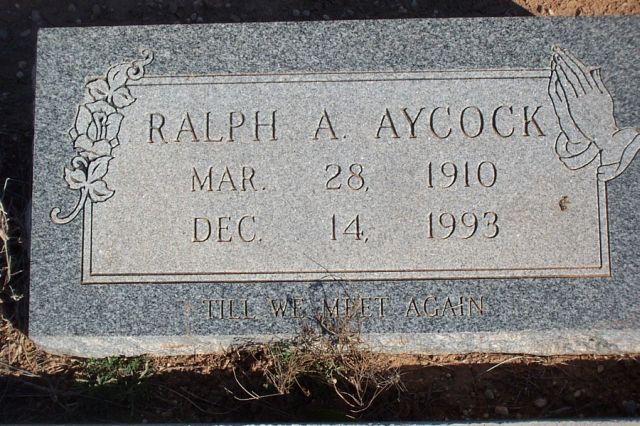 RALPH A. AYCOCK
MAR. 28, 1910
DEC. 14, 1993
TILL WE MEET AGAIN